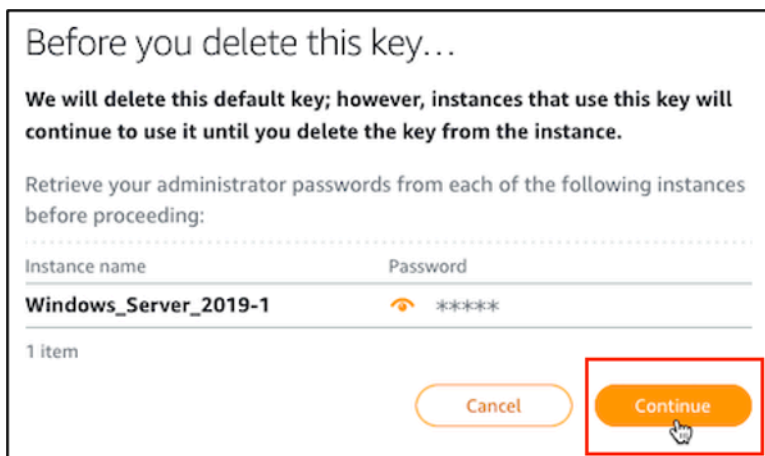 Before you delete this key...
We will delete this default key; however, instances that use this key will
continue to use it until you delete the key from the instance.
Retrieve your administrator passwords from each of the following instances
before proceeding:
Instance name Password
Windows_Server_2019-1 *****
1 item
Cancel Continue